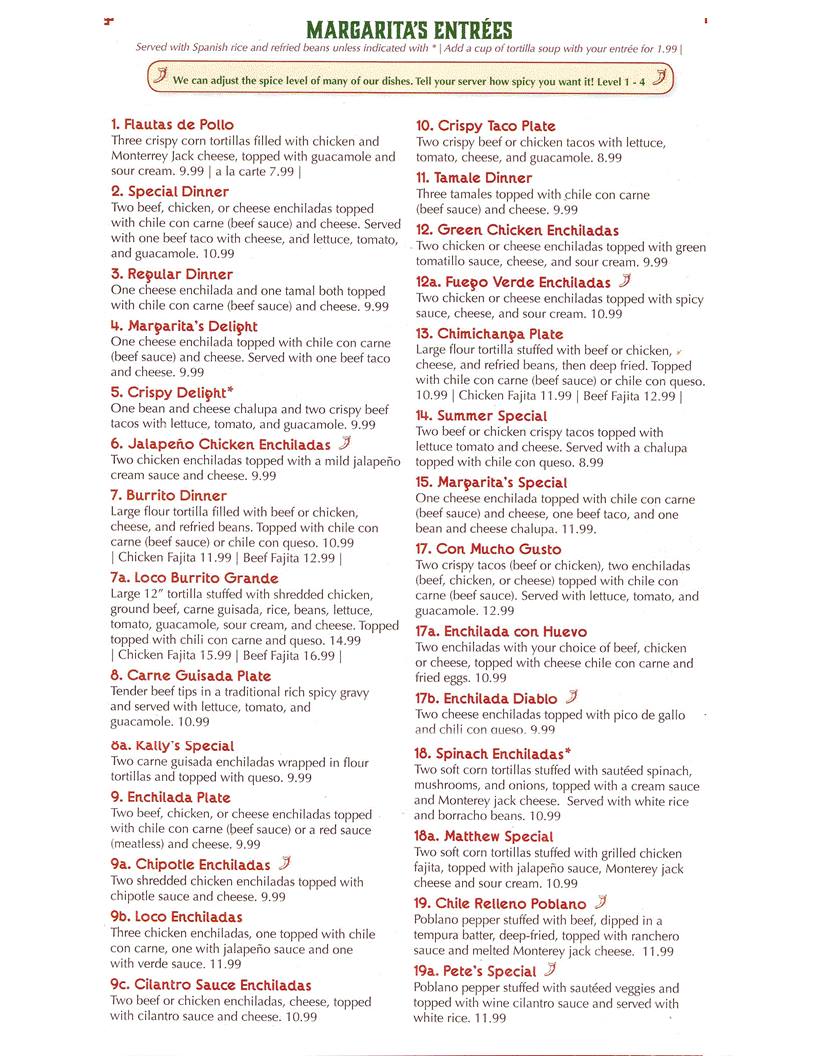 MARGARITA'S ENTRÉES
Served with Spanish rice and refried beans unless indicated with * | Add a cup of tortilla soup with your entrée for 1.99 |
We can adjust the spice level of many of our dishes. Tell your server how spicy you want it! Level 1 - 4
1. Flautas de Pollo
Three crispy corn tortillas filled with chicken and
Monterrey Jack cheese, topped with guacamole and
sour cream. 9.99 | a la carte 7.99 |
2. Special Dinner
Two beef, chicken, or cheese enchiladas topped
with chile con carne (beef sauce) and cheese. Served
with one beef taco with cheese, and lettuce, tomato,
and guacamole. 10.99
3. Regular Dinner
One cheese enchilada and one tamal both topped
with chile con carne (beef sauce) and cheese. 9.99
4. Margarita's Delight
One cheese enchilada topped with chile con carne
(beef sauce) and cheese. Served with one beef taco
and cheese. 9.99
5. Crispy Delight*
One bean and cheese chalupa and two crispy beef
tacos with lettuce, tomato, and guacamole. 9.99
6. Jalapeño Chicken Enchiladas
Two chicken enchiladas topped with a mild jalapeño
cream sauce and cheese. 9.99
7. Burrito Dinner
Large flour tortilla filled with beef or chicken,
cheese, and refried beans. Topped with chile con
carne (beef sauce) or chile con queso. 10.99
| Chicken Fajita 11.99 | Beef Fajita 12.99 |
7a. Loco Burrito Grande
Large 12" tortilla stuffed with shredded chicken,
ground beef, carne guisada, rice, beans, lettuce,
tomato, guacamole, sour cream, and cheese. Topped
topped with chili con carne and queso. 14.99
| Chicken Fajita 15.99 | Beef Fajita 16.99 |
8. Carne Guisada Plate
Tender beef tips in a traditional rich spicy gravy
and served with lettuce, tomato, and
guacamole. 10.99
8a. Kally's Special
Two carne guisada enchiladas wrapped in flour
tortillas and topped with queso. 9.99
9. Enchilada Plate
Two beef, chicken, or cheese enchiladas topped
with chile con carne (beef sauce) or a red sauce
(meatless) and cheese. 9.99
9a. Chipotle Enchiladas
Two shredded chicken enchiladas topped with
chipotle sauce and cheese. 9.99
9b. Loco Enchiladas
Three chicken enchiladas, one topped with chile
con carne, one with jalapeño sauce and one
with verde sauce. 11.99
9c. Cilantro Sauce Enchiladas
Two beef or chicken enchiladas, cheese, topped
with cilantro sauce and cheese. 10.99
10. Crispy Taco Plate
Two crispy beef or chicken tacos with lettuce,
tomato, cheese, and guacamole. 8.99
11. Tamale Dinner
Three tamales topped with chile con carne
(beef sauce) and cheese. 9.99
12. Green Chicken Enchiladas
Two chicken or cheese enchiladas topped with green
tomatillo sauce, cheese, and sour cream. 9.99
12a. Fuego Verde Enchiladas
Two chicken or cheese enchiladas topped with spicy
sauce, cheese, and sour cream. 10.99
13. Chimichanga Plate
Large flour tortilla stuffed with beef or chicken,
cheese, and refried beans, then deep fried. Topped
with chile con carne (beef sauce) or chile con queso.
10.99 | Chicken Fajita 11.99 | Beef Fajita 12.99 |
14. Summer Special
Two beef or chicken crispy tacos topped with
lettuce tomato and cheese. Served with a chalupa
topped with chile con queso. 8.99
15. Margarita's Special
One cheese enchilada topped with chile con carne
(beef sauce) and cheese, one beef taco, and one
bean and cheese chalupa. 11.99.
17. Con Mucho Gusto
Two crispy tacos (beef or chicken), two enchiladas
(beef, chicken, or cheese) topped with chile con
carne (beef sauce). Served with lettuce, tomato, and
guacamole. 12.99
17a. Enchilada con Huevo
Two enchiladas with your choice of beef, chicken
or cheese, topped with cheese chile con carne and
fried eggs. 10.99
17b. Enchilada Diablo
Two cheese enchiladas topped with pico de gallo
and chili con queso. 9.99
18. Spinach Enchiladas*
Two soft corn tortillas stuffed with sautéed spinach,
mushrooms, and onions, topped with a cream sauce
and Monterey jack cheese. Served with white rice
and borracho beans. 10.99
18a. Matthew Special
Two soft corn tortillas stuffed with grilled chicken
fajita, topped with jalapeño sauce, Monterey jack
cheese and sour cream. 10.99
19. Chile Relleno Poblano
Poblano pepper stuffed with beef, dipped in a
tempura batter, deep-fried, topped with ranchero
sauce and melted Monterey jack cheese. 11.99
19a. Pete's Special
Poblano pepper stuffed with sautéed veggies and
topped with wine cilantro sauce and served with
white rice. 11.99